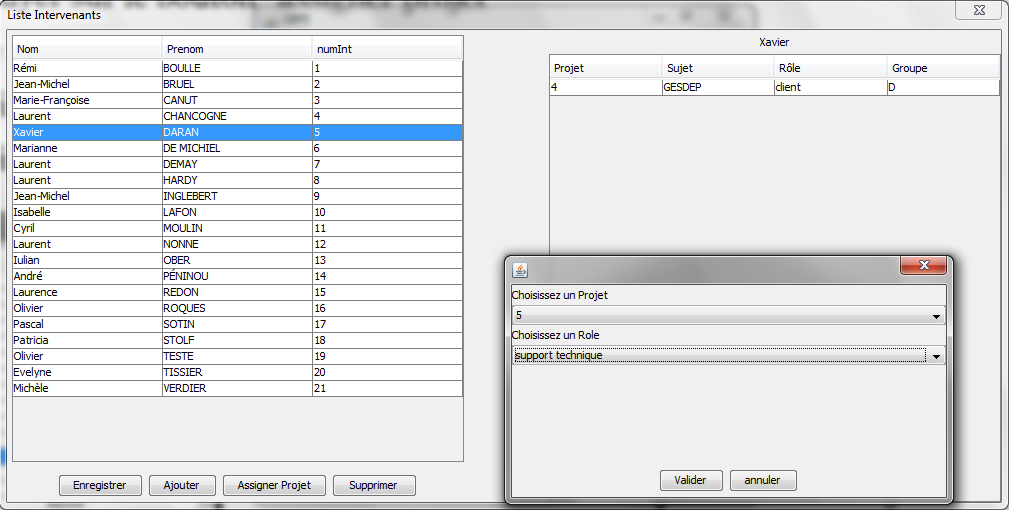 Liste Intervenants
Nom Prenom numInt
Rémi BOULLE 1
Jean-Michel BRUEL 2
Marie-Françoise CANUT 3
Laurent CHANCOGNE 4
Xavier DARAN 5
Marianne DE MICHIEL 6
Laurent DEMAY 7
Laurent HARDY 8
Jean-Michel INGLEBERT 9
Isabelle LAFON 10
Cyril MOULIN 11
Laurent NONNE 12
Iulian OBER 13
André PÉNINOU 14
Laurence REDON 15
Olivier ROQUES 16
Pascal SOTIN 17
Patricia STOLF 18
Olivier TESTE 19
Evelyne TISSIER 20
Michèle VERDIER 21
Enregistrer Ajouter Assigner Projet Supprimer
Xavier
Projet Sujet Rôle Groupe
4 GESDEP client D
Choisissez un Projet
5
Choisissez un Role
support technique
Valider annuler